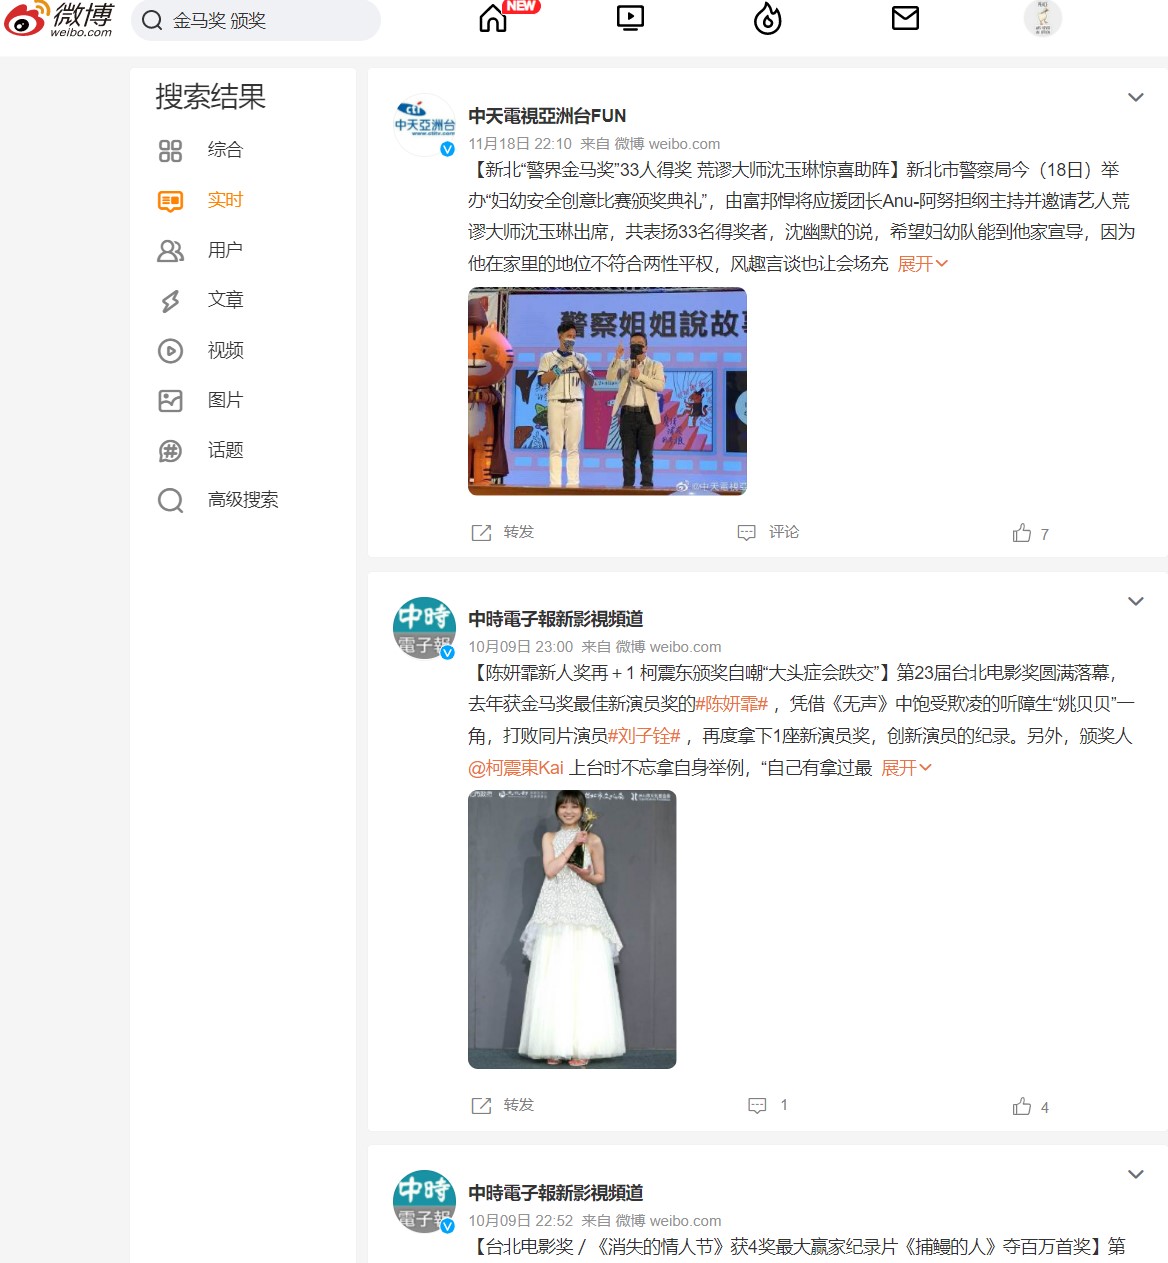 微博
weibo.com
金马奖 颁奖
NEW
搜索结果
综合
实时
用户
文章
视频
图片
话题
高级搜索
中天電視亞洲台FUN
11月18日 22:10 来自 微博 weibo.com
【新北“警界金马奖”33人得奖 荒谬大师沈玉琳惊喜助阵】新北市警察局今（18日）举
办“妇幼安全创意比赛颁奖典礼”，由富邦悍将应援团长Anu-阿努担纲主持并邀请艺人荒
谬大师沈玉琳出席，共表扬33名得奖者，沈幽默的说，希望妇幼队能到他家宣导，因为
他在家里的地位不符合两性平权，风趣言谈也让会场充 展开
警察姐姐說故事
@中天電視亞
转发
评论
7
中時電子報新影視頻道
10月09日 23:00 来自 微博 weibo.com
【陈妍霏新人奖再＋1 柯震东颁奖自嘲“大头症会跌交”】第23届台北电影奖圆满落幕，
去年获金马奖最佳新演员奖的#陈妍霏# ，凭借《无声》中饱受欺凌的听障生“姚贝贝”一
角，打败同片演员#刘子铨# ，再度拿下1座新演员奖，创新演员的纪录。另外，颁奖人
@柯震東Kai 上台时不忘拿自身举例，“自己有拿过最 展开
转发
1
4
中時電子報新影視頻道
10月09日 22:52 来自 微博 weibo.com
【台北电影奖／《消失的情人节》获4奖最大赢家纪录片《捕鳗的人》夺百万首奖】第